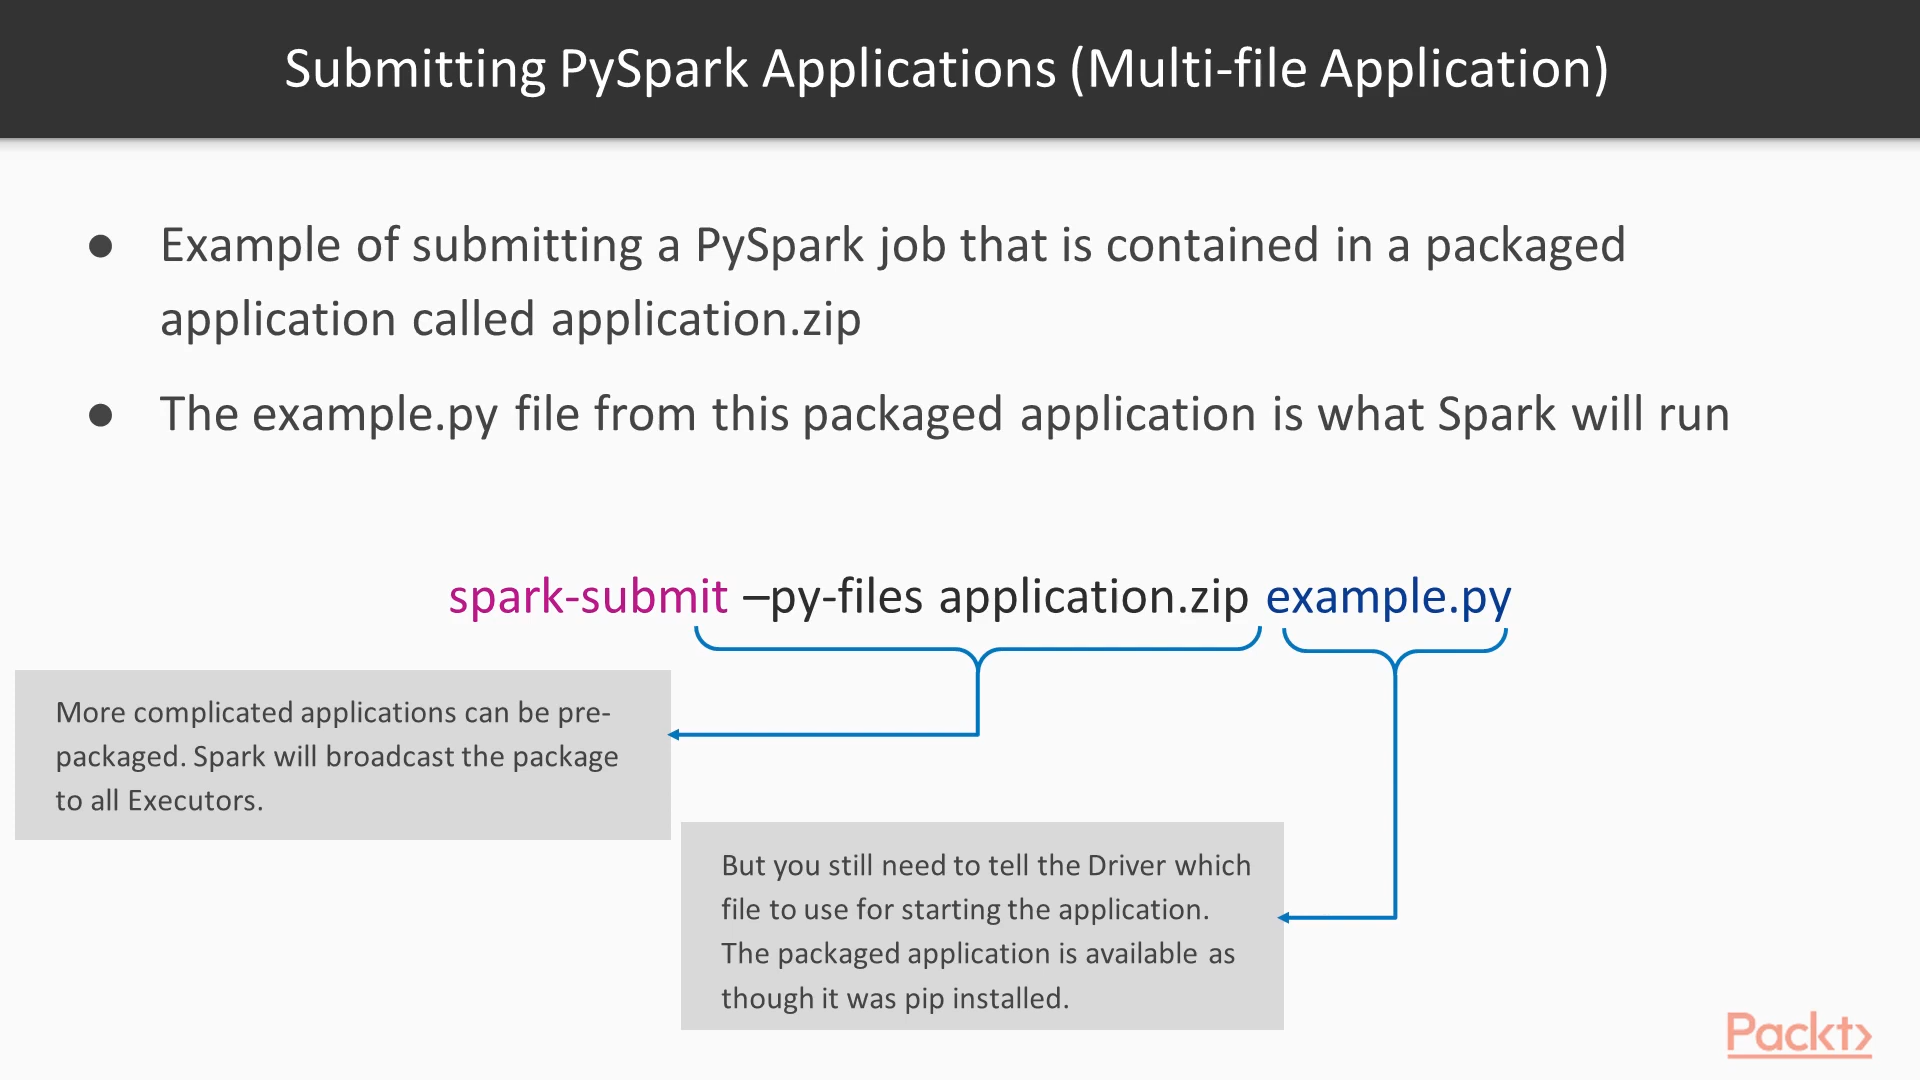 Submitting PySpark Applications (Multi-file Application)
● Example of submitting a PySpark job that is contained in a packaged
application called application.zip
● The example.py file from this packaged application is what Spark will run
spark-submit –py-files application.zip example.py
More complicated applications can be pre-
packaged. Spark will broadcast the package
to all Executors.
But you still need to tell the Driver which
file to use for starting the application.
The packaged application is available as
though it was pip installed.
Packt>